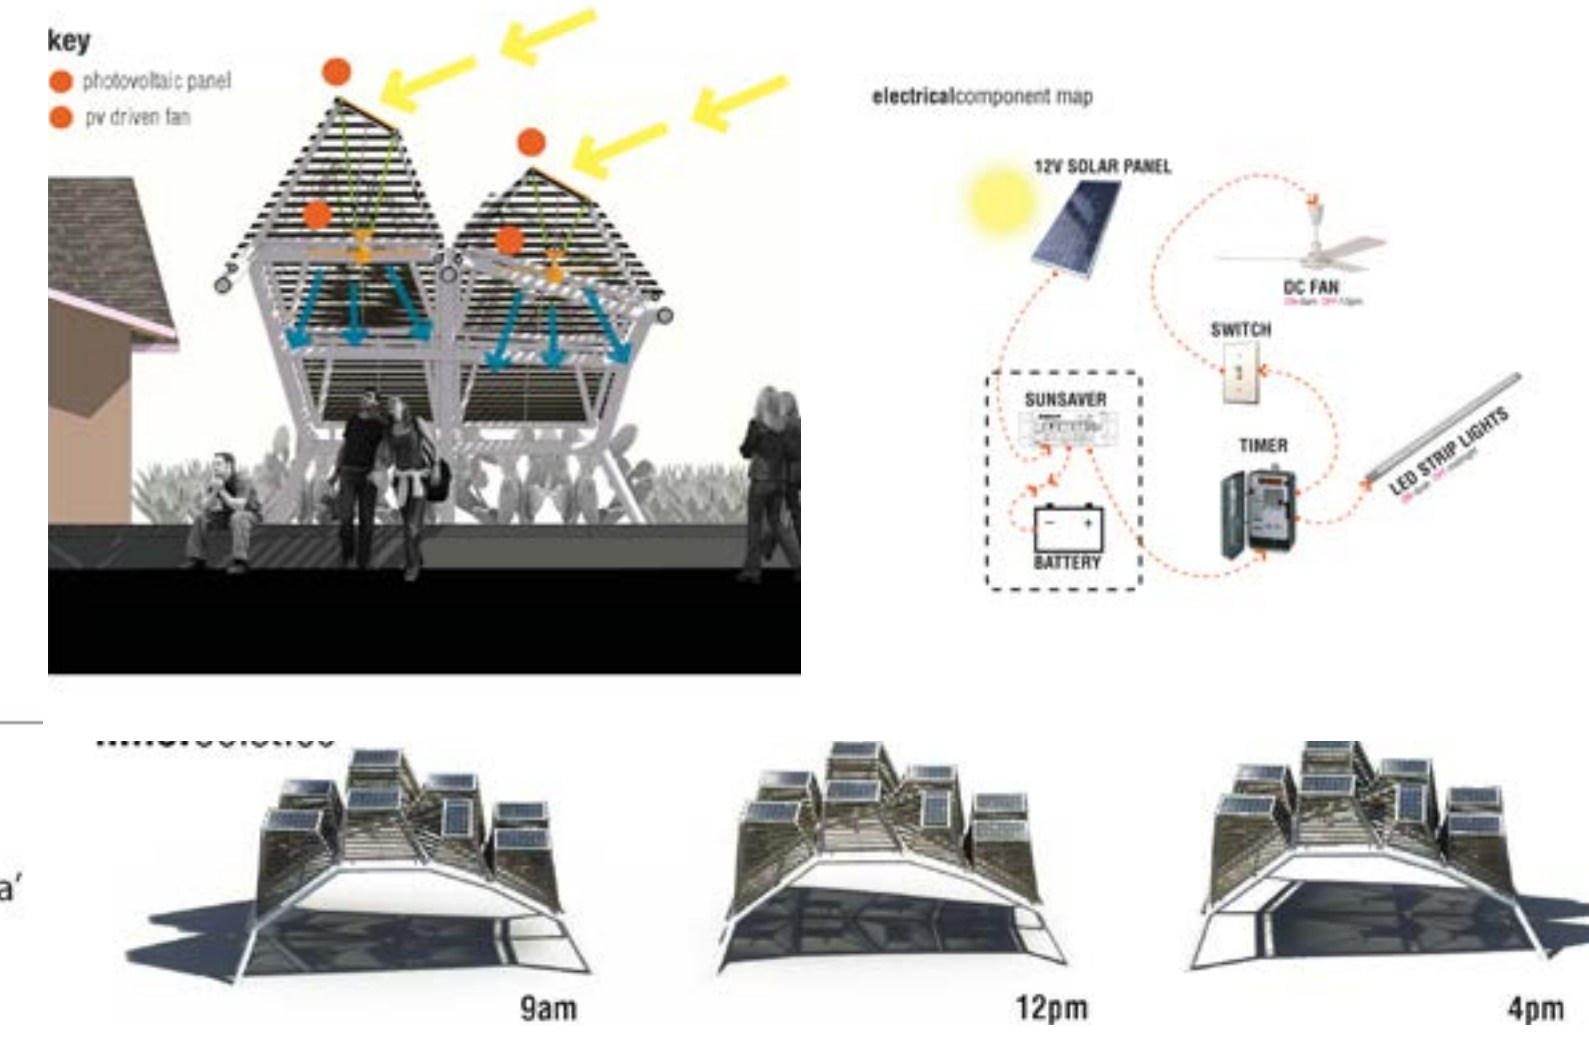 key
photovoltaic panel
pv driven fan
electricalcomponent map
12V SOLAR PANEL
DC FAN
SWITCH
SUNSAVER
TIMER
LED STRIP LIGHTS
BATTERY
- +
a'
9am
12pm
4pm